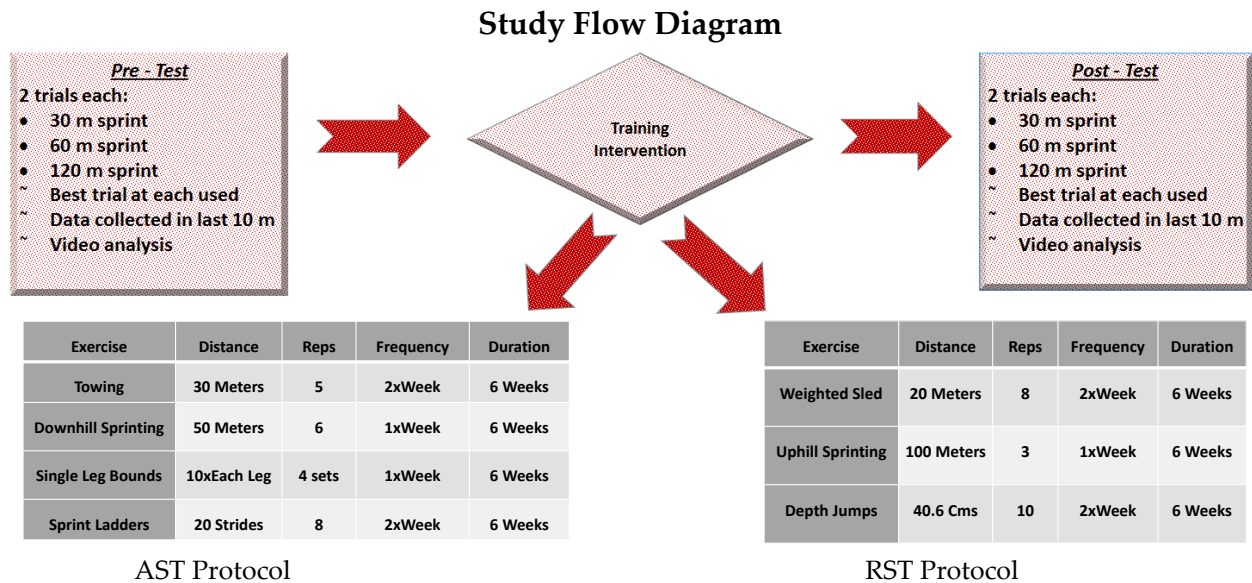 Study Flow Diagram
Pre - Test
2 trials each:
• 30 m sprint
• 60 m sprint
• 120 m sprint
~ Best trial at each used
~ Data collected in last 10 m
~ Video analysis
Training
Intervention
Post - Test
2 trials each:
• 30 m sprint
• 60 m sprint
• 120 m sprint
~ Best trial at each used
~ Data collected in last 10 m
~ Video analysis
Exercise Distance Reps Frequency Duration
Towing 30 Meters 5 2xWeek 6 Weeks
Downhill Sprinting 50 Meters 6 1xWeek 6 Weeks
Single Leg Bounds 10xEach Leg 4 sets 1xWeek 6 Weeks
Sprint Ladders 20 Strides 8 2xWeek 6 Weeks
AST Protocol
Exercise Distance Reps Frequency Duration
Weighted Sled 20 Meters 8 2xWeek 6 Weeks
Uphill Sprinting 100 Meters 3 1xWeek 6 Weeks
Depth Jumps 40.6 Cms 10 2xWeek 6 Weeks
RST Protocol